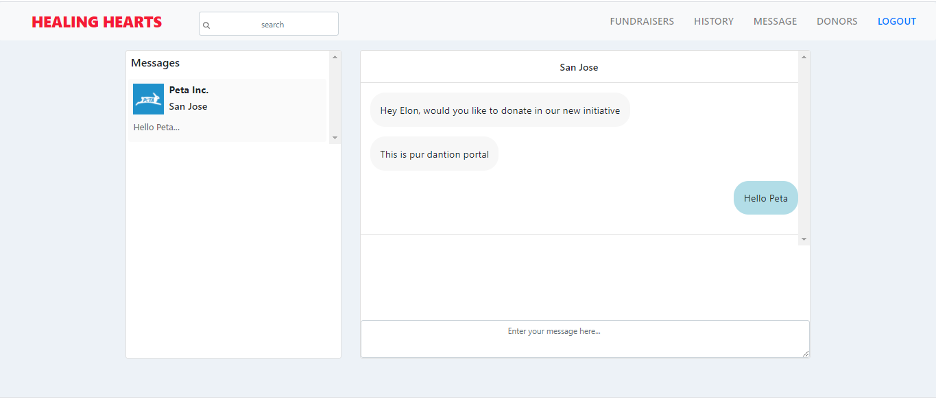 HEALING HEARTS
search
FUNDRAISERS
HISTORY
MESSAGE
DONORS
LOGOUT
Messages
PETA
Peta Inc.
San Jose
Hello Peta...
San Jose
Hey Elon, would you like to donate in our new initiative
This is pur dantion portal
Hello Peta
Enter your message here...